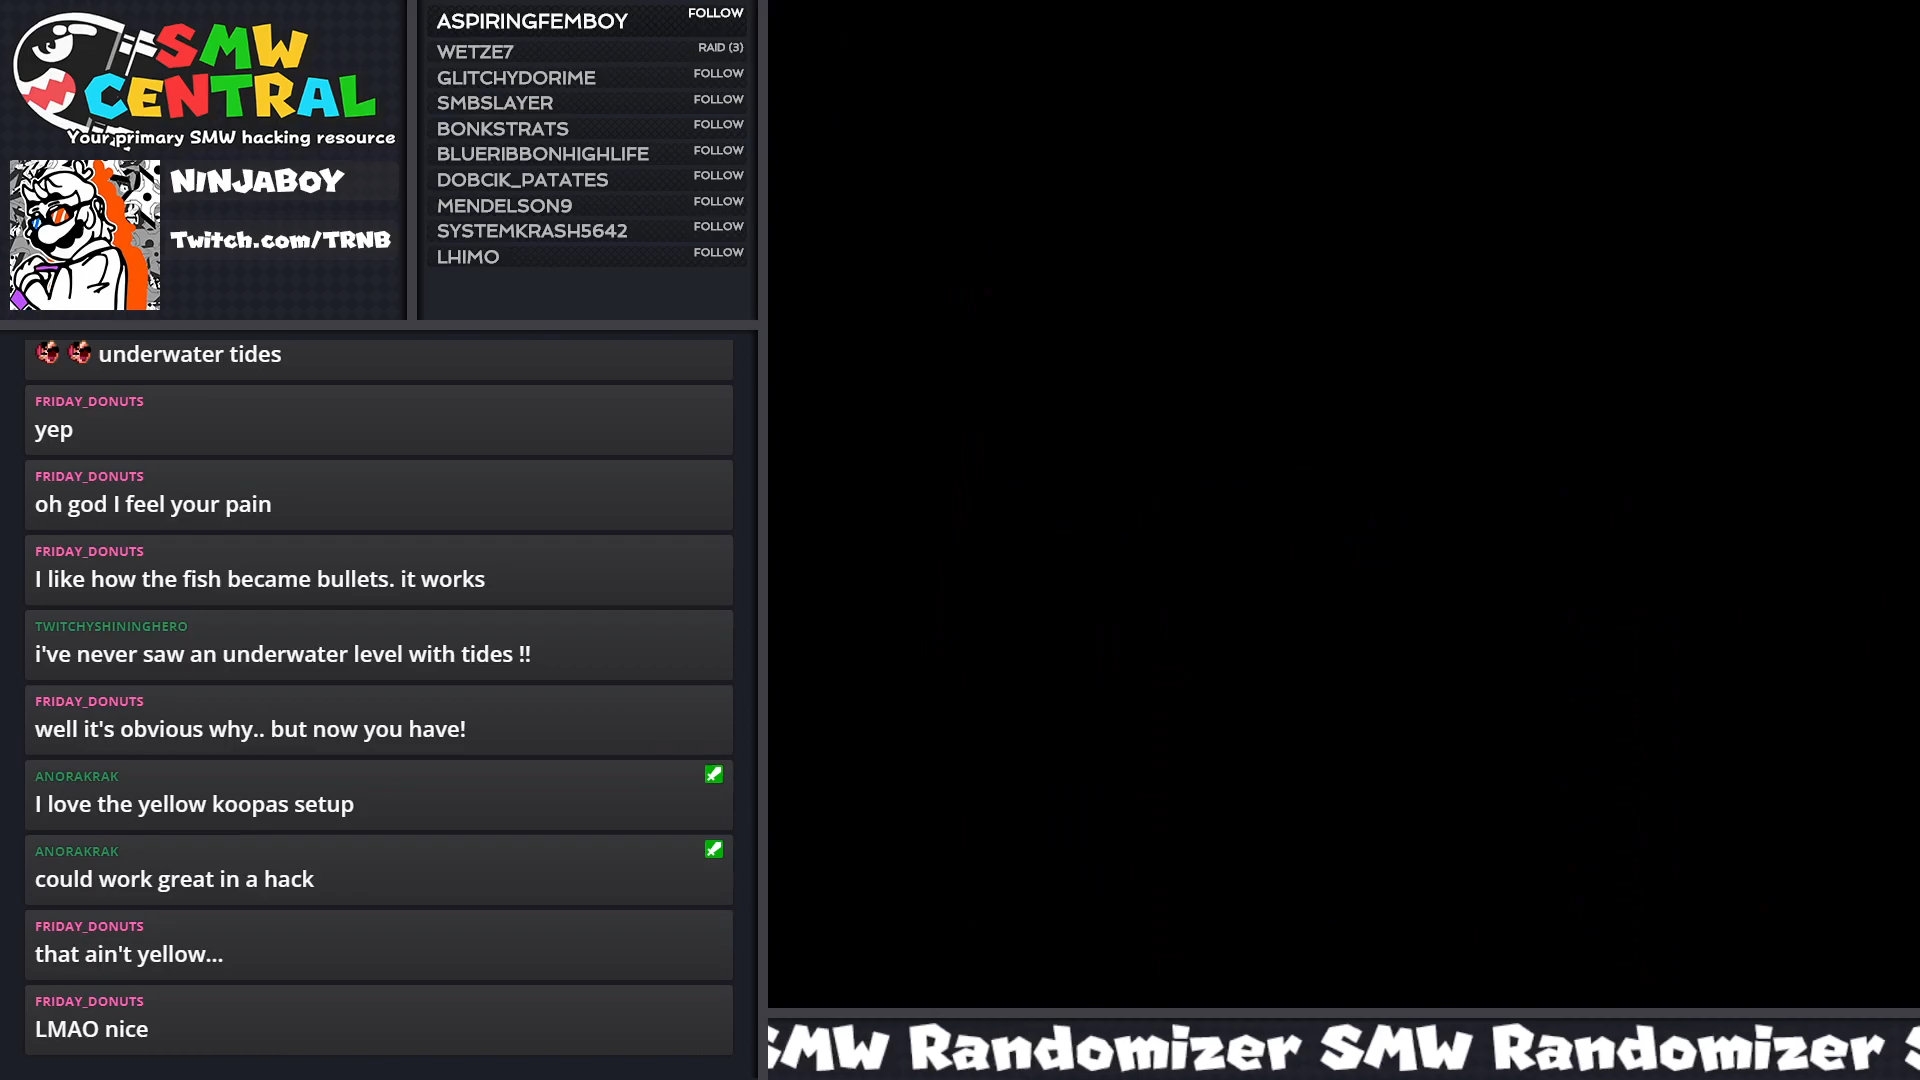 SMW
CENTRAL
Your primary SMW hacking resource
NINJABOY
Twitch.com/TRNB
ASPIRINGFEMBOY FOLLOW
WETZE7 RAID (3)
GLITCHYDORIME FOLLOW
SMBSLAYER FOLLOW
BONKSTRATS FOLLOW
BLUERIBBONHIGHLIFE FOLLOW
DOBCIK_PATATES FOLLOW
MENDELSON9 FOLLOW
SYSTEMKRASH5642 FOLLOW
LHIMO FOLLOW
underwater tides
FRIDAY_DONUTS
yep
FRIDAY_DONUTS
oh god I feel your pain
FRIDAY_DONUTS
I like how the fish became bullets. it works
TWITCHYSHININGHERO
i've never saw an underwater level with tides !!
FRIDAY_DONUTS
well it's obvious why.. but now you have!
ANORAKRAK
I love the yellow koopas setup
ANORAKRAK
could work great in a hack
FRIDAY_DONUTS
that ain't yellow...
FRIDAY_DONUTS
LMAO nice
SMW Randomizer SMW Randomizer S